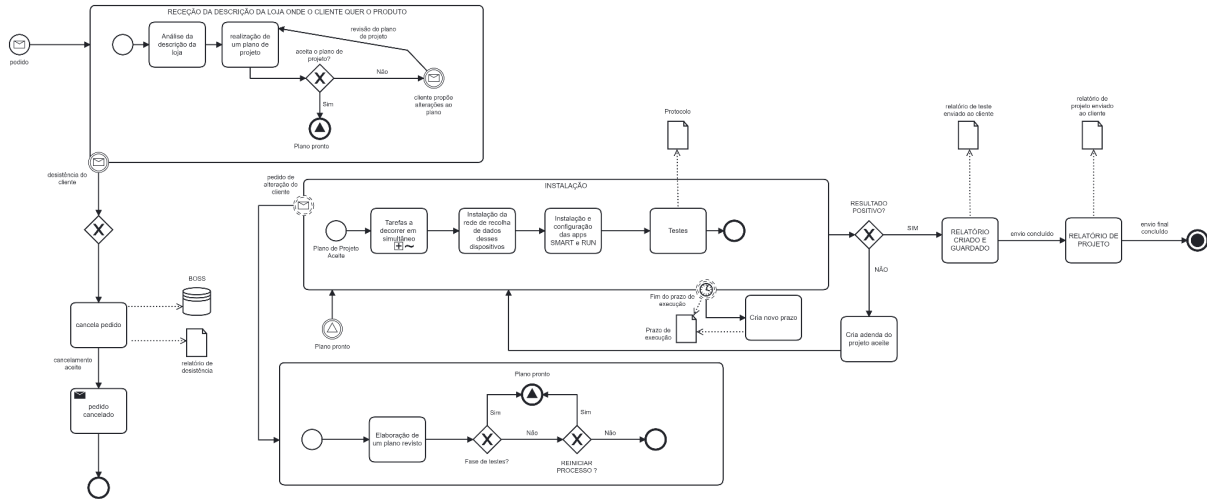 RECEÇÃO DA DESCRIÇÃO DA LOJA ONDE O CLIENTE QUER O PRODUTO
pedido
Análise da
descrição da
loja
realização de
um plano de
projeto
revisão do plano
de projeto
aceita o plano de
projeto?
Não
Sim
cliente propõe
alterações ao
plano
Plano pronto
desistência do
cliente
cancela pedido
BOSS
relatório de
desistência
cancelamento
aceite
pedido
cancelado
pedido de
alteração do
cliente
INSTALAÇÃO
Plano de Projeto
Aceite
Tarefas a
decorrer em
simultâneo
Instalação da
rede de recolha
de dados
desses
dispositivos
Instalação e
configuração
das apps
SMART e RUN
Testes
Protocolo
Plano pronto
Fim do prazo de
execução
Prazo de
execução
Cria novo prazo
RESULTADO
POSITIVO?
SIM
NÃO
Cria adenda do
projeto aceite
relatório de teste
enviado ao cliente
RELATÓRIO
CRIADO E
GUARDADO
envio concluído
relatório de
projeto enviado
ao cliente
RELATÓRIO DE
PROJETO
envio final
concluído
Elaboração de
um plano revisto
Fase de testes?
Sim
Não
Plano pronto
REINICIAR
PROCESSO ?
Sim
Não